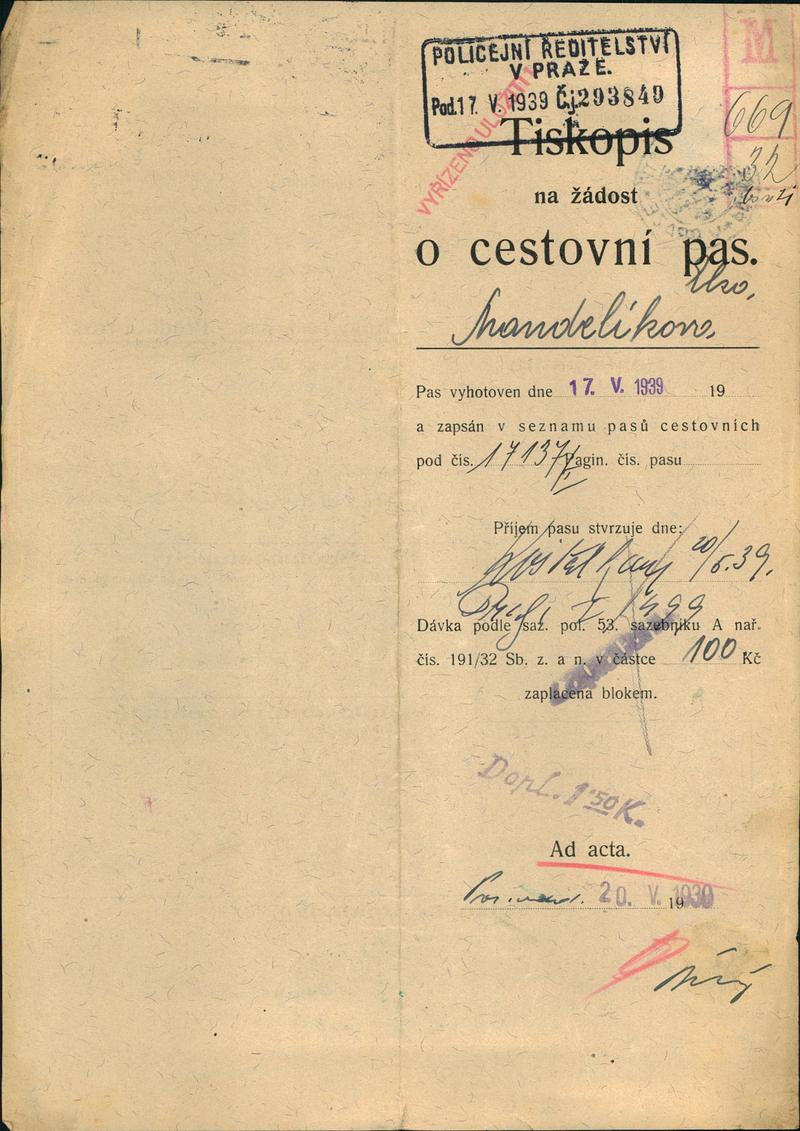 POLICEJNÍ ŘEDITELSTVÍ
V PRAZE.
Pod. 17. V. 1939 Č.j. 293849
M
669
32
VYŘÍZENO ULOŽITI
Tiskopis
na žádost
o cestovní pas.
Mandelíkova
Pas vyhotoven dne 17. V. 1939 19
a zapsán v seznamu pasů cestovních
pod čís. 17137 pagin. čís. pasu
Příjem pasu stvrzuje dne:
20/5.39.
Dávka podle saz. pol. 53. sazebníku A nař.
čís. 191/32 Sb. z. a n. v částce 100 Kč
zaplacena blokem.
Dopl. 1.50 K.
Ad acta.
20. V. 1939 19